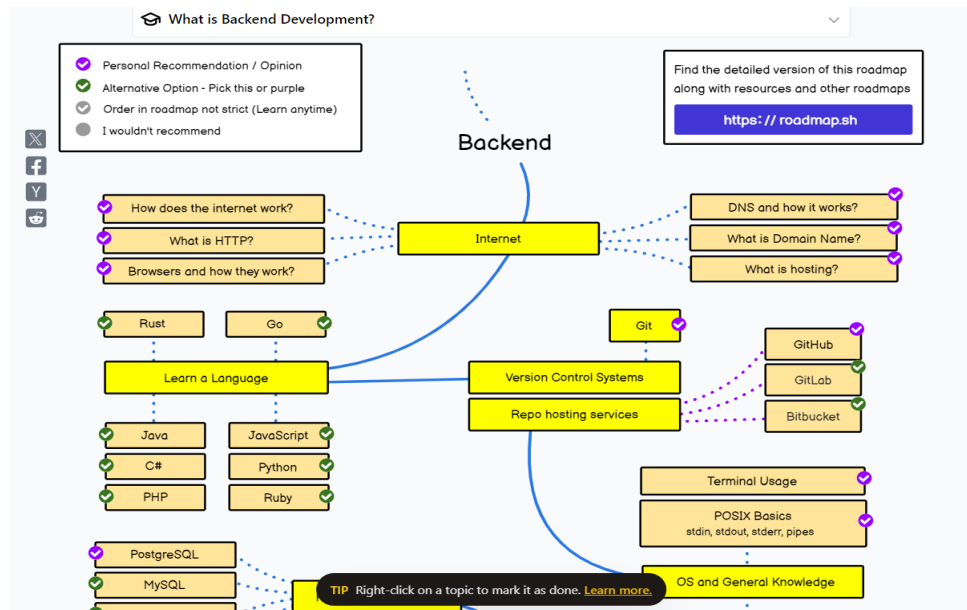 What is Backend Development?
Personal Recommendation / Opinion
Alternative Option - Pick this or purple
Order in roadmap not strict (Learn anytime)
I wouldn't recommend
Find the detailed version of this roadmap
along with resources and other roadmaps
https://roadmap.sh
Backend
How does the internet work?
What is HTTP?
Browsers and how they work?
Internet
DNS and how it works?
What is Domain Name?
What is hosting?
Rust
Go
Learn a Language
Java
JavaScript
C#
Python
PHP
Ruby
Git
Version Control Systems
Repo hosting services
GitHub
GitLab
Bitbucket
Terminal Usage
POSIX Basics
stdin, stdout, stderr, pipes
OS and General Knowledge
PostgreSQL
MySQL
TIP Right-click on a topic to mark it as done. Learn more.